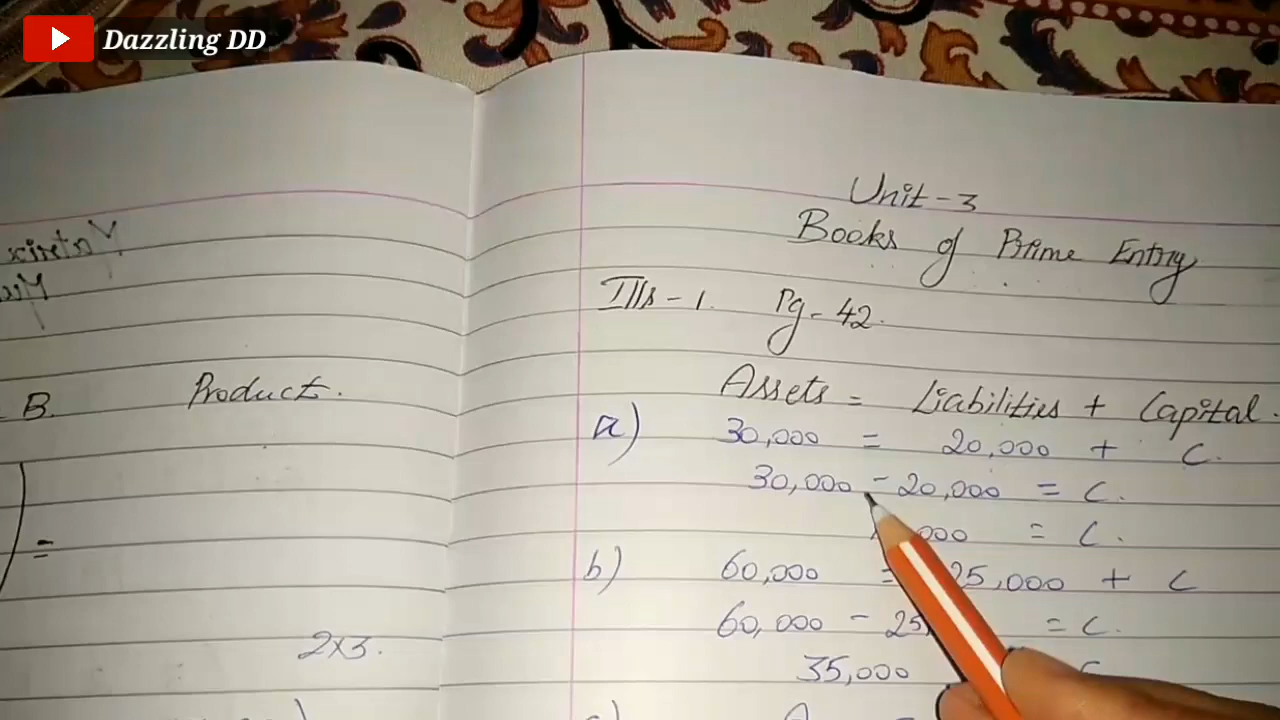 Dazzling DD
B. Product.
=
2x3.
Unit-3
Books of Prime Entry
Ills-1. Pg-42.
Assets = Liabilities + Capital.
a) 30,000 = 20,000 + C.
30,000 - 20,000 = C.
000 = C.
b) 60,000 = 25,000 + C
60,000 - 25, = C.
35,000
c)